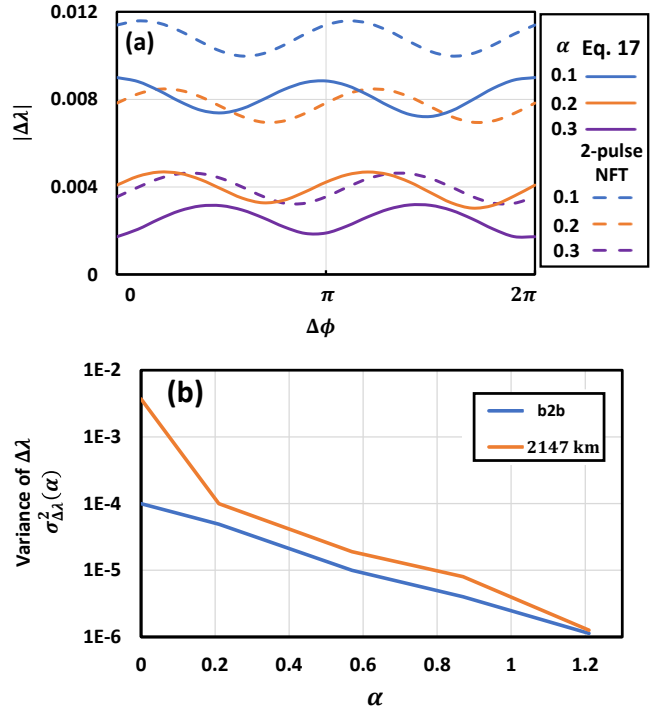 0.012
(a)
0.008
0.004
0
|Δλ|
0
π
2π
Δϕ
α Eq. 17
0.1
0.2
0.3
2-pulse
NFT
0.1
0.2
0.3
1E-2
(b)
1E-3
1E-4
1E-5
1E-6
Variance of Δλ
σ²_Δλ(α)
b2b
2147 km
0
0.2
0.4
0.6
0.8
1
1.2
α